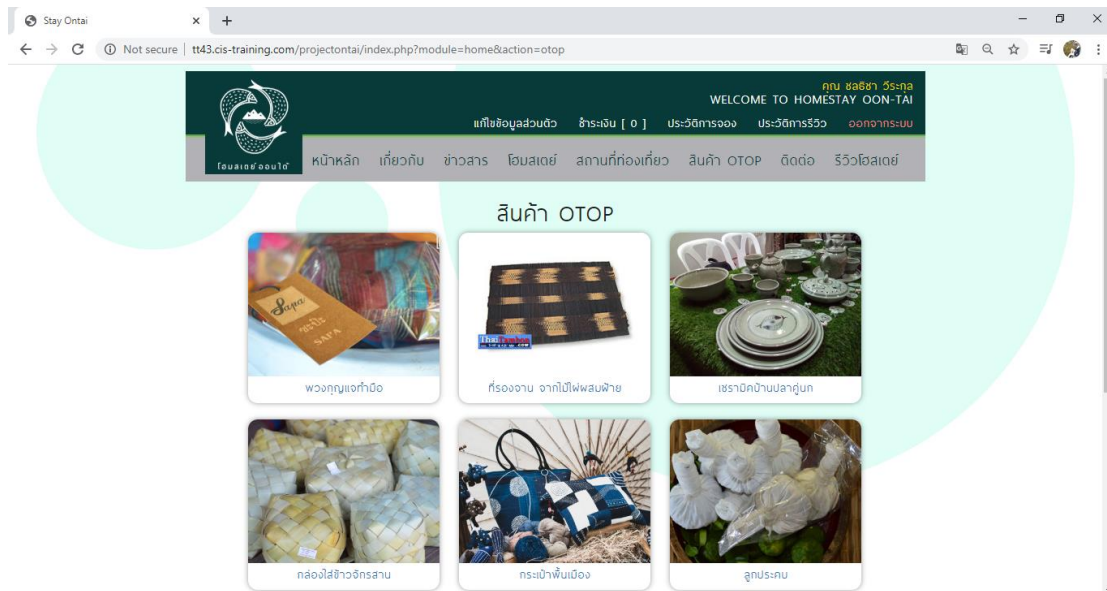 Stay Ontai
Not secure | tt43.cis-training.com/projectontai/index.php?module=home&action=otop
คุณ ชลธิชา วีระกุล
WELCOME TO HOMESTAY OON-TAI
แก้ไขข้อมูลส่วนตัว ชำระเงิน [ 0 ] ประวัติการจอง ประวัติการรีวิว ออกจากระบบ
โฮมสเตย์ออนใต้
หน้าหลัก เกี่ยวกับ ข่าวสาร โฮมสเตย์ สถานที่ท่องเที่ยว สินค้า OTOP ติดต่อ รีวิวโฮสเตย์
สินค้า OTOP
Sapa
ซะป๊ะ
SAPA
พวงกุญแจทำมือ
ที่รองจาน จากไม้ไผ่ผสมฝ้าย
เซรามิคบ้านปลาคู่นก
กล่องใส่ข้าวจักรสาน
กระเป๋าพื้นเมือง
ลูกประคบ